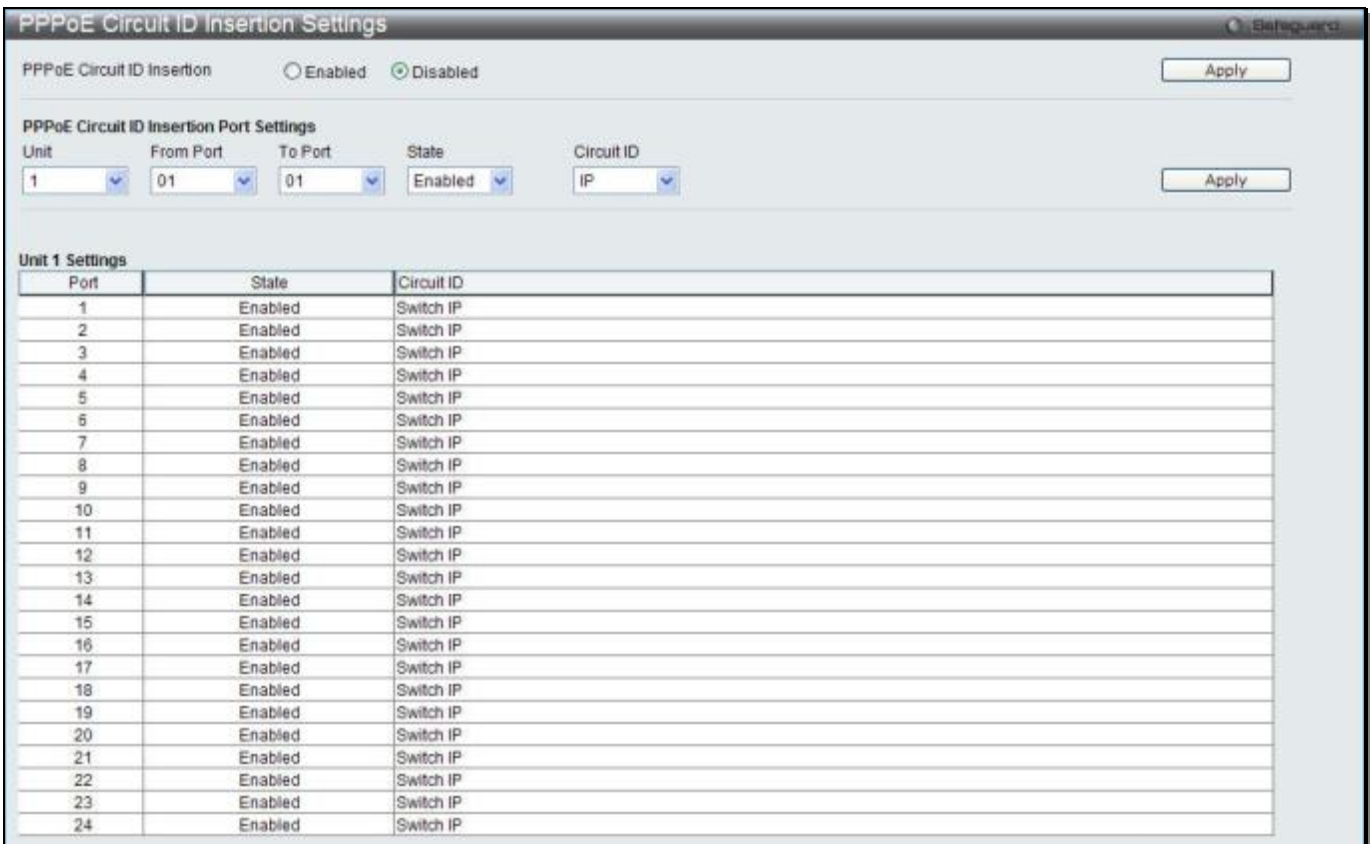 PPPoE Circuit ID Insertion Settings
Safeguard
PPPoE Circuit ID Insertion Enabled Disabled Apply
PPPoE Circuit ID Insertion Port Settings
Unit From Port To Port State Circuit ID
1 01 01 Enabled IP Apply
Unit 1 Settings
Port State Circuit ID
1 Enabled Switch IP
2 Enabled Switch IP
3 Enabled Switch IP
4 Enabled Switch IP
5 Enabled Switch IP
6 Enabled Switch IP
7 Enabled Switch IP
8 Enabled Switch IP
9 Enabled Switch IP
10 Enabled Switch IP
11 Enabled Switch IP
12 Enabled Switch IP
13 Enabled Switch IP
14 Enabled Switch IP
15 Enabled Switch IP
16 Enabled Switch IP
17 Enabled Switch IP
18 Enabled Switch IP
19 Enabled Switch IP
20 Enabled Switch IP
21 Enabled Switch IP
22 Enabled Switch IP
23 Enabled Switch IP
24 Enabled Switch IP